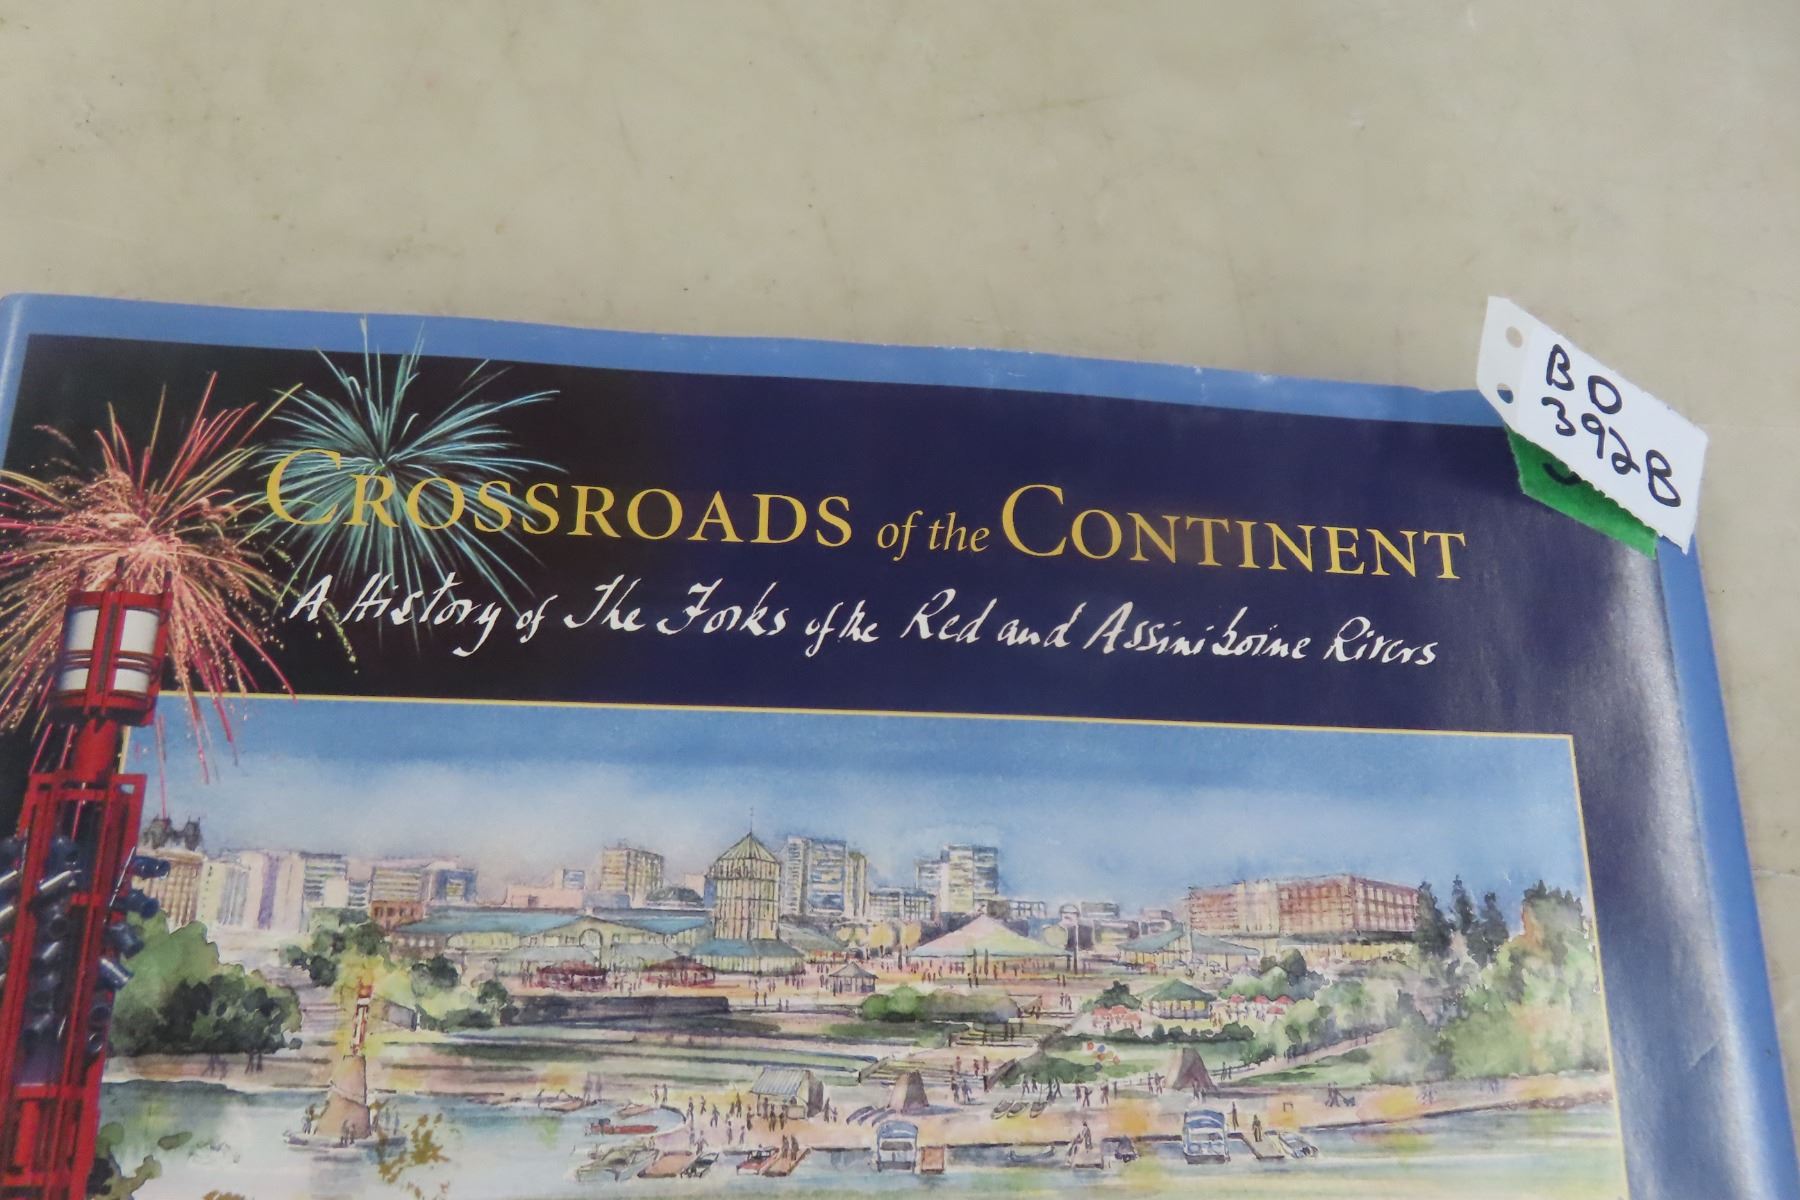 BO
392B
CROSSROADS of the CONTINENT
A History of The Forks of the Red and Assiniboine Rivers